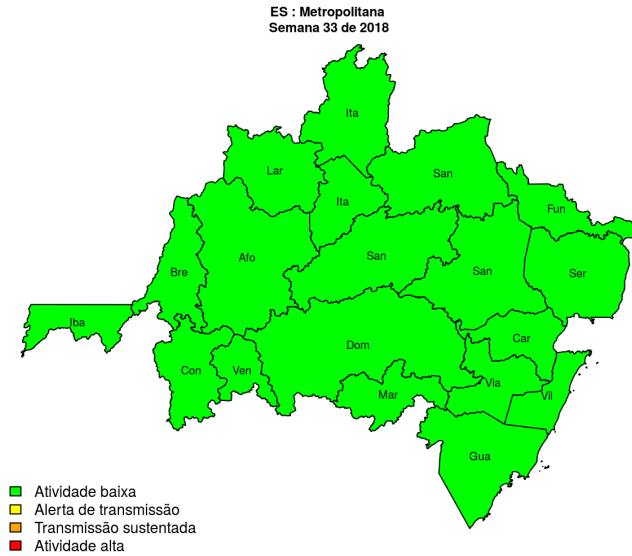 ES : Metropolitana
Semana 33 de 2018
Ita
Lar
San
Ita
Fun
Afo
San
San
Bre
Ser
Iba
Car
Dom
Con
Ven
Via
Mar
Vil
Gua
Atividade baixa
Alerta de transmissão
Transmissão sustentada
Atividade alta